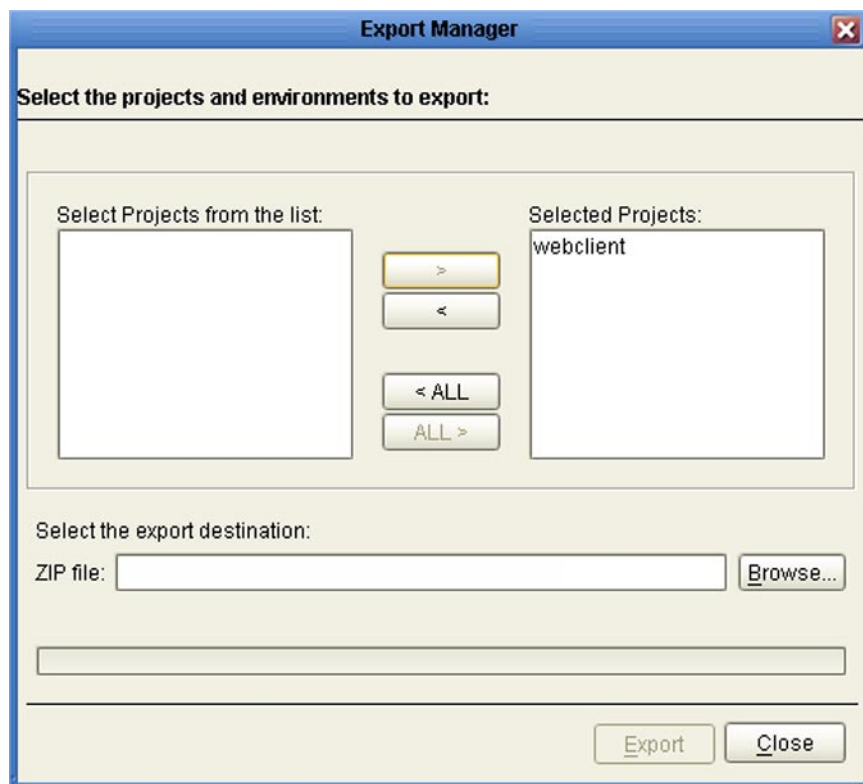 Export Manager
Select the projects and environments to export:
Select Projects from the list:
Selected Projects:
webclient
>
<
< ALL
ALL >
Select the export destination:
ZIP file:
Browse...
Export
Close